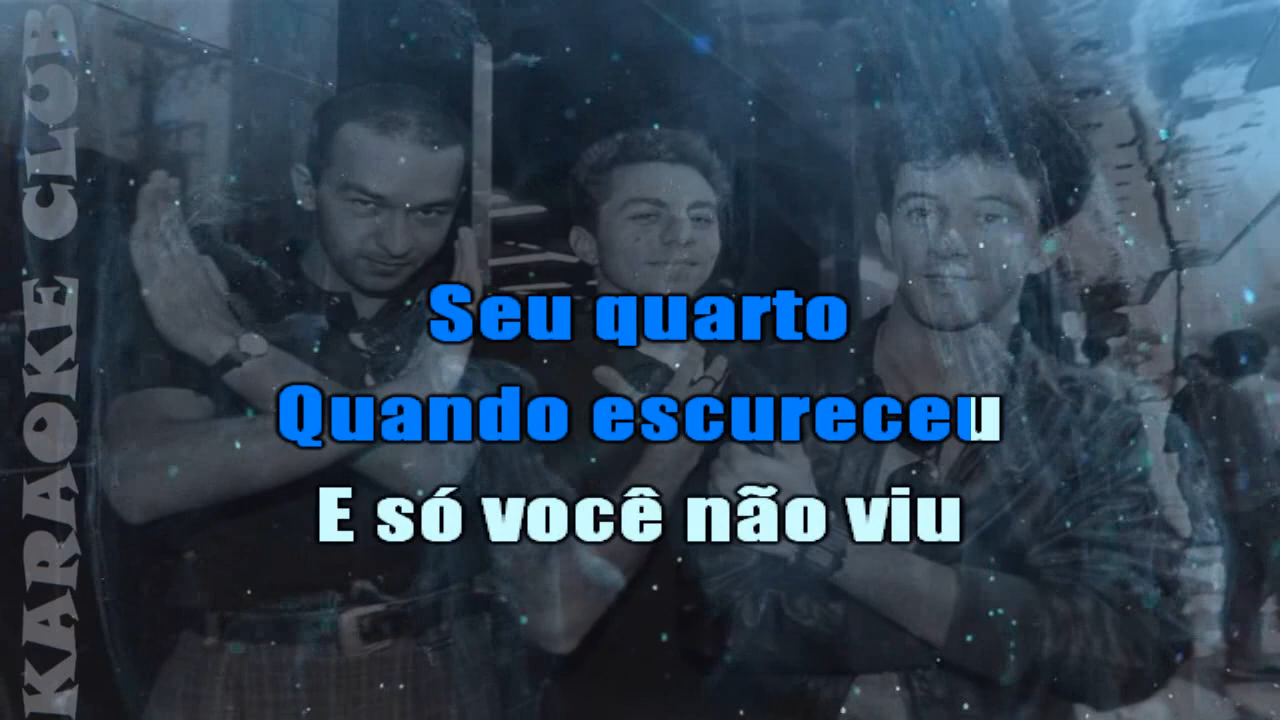 KARAOKE CLUB
Seu quarto
Quando escureceu
E só você não viu